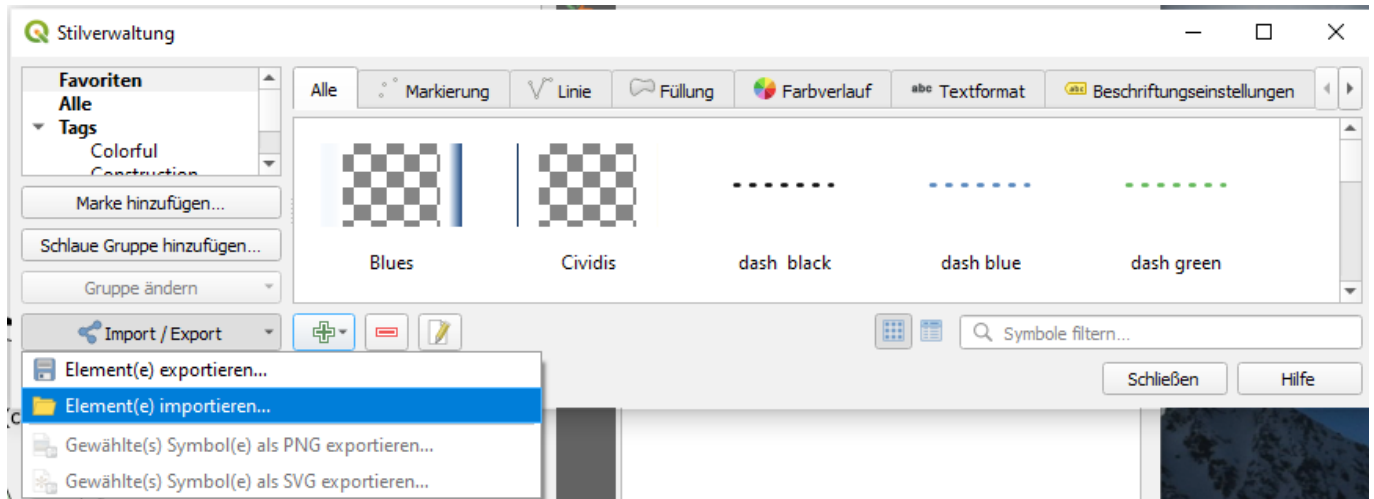 Stilverwaltung
Favoriten
Alle
Tags
Colorful
Construction
Marke hinzufügen...
Schlaue Gruppe hinzufügen...
Gruppe ändern
Import / Export
Alle
Markierung
Linie
Füllung
abc Textformat
Farbverlauf
abc Beschriftungseinstellungen
Blues
Cividis
dash black
dash blue
dash green
Symbole filtern...
Element(e) exportieren...
Element(e) importieren...
Gewählte(s) Symbol(e) als PNG exportieren...
Gewählte(s) Symbol(e) als SVG exportieren...
Schließen
Hilfe